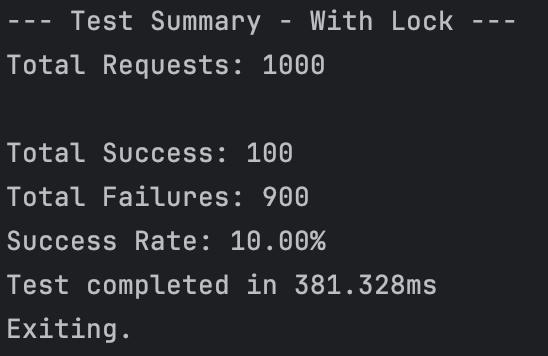 --- Test Summary - With Lock ---
Total Requests: 1000
Total Success: 100
Total Failures: 900
Success Rate: 10.00%
Test completed in 381.328ms
Exiting.